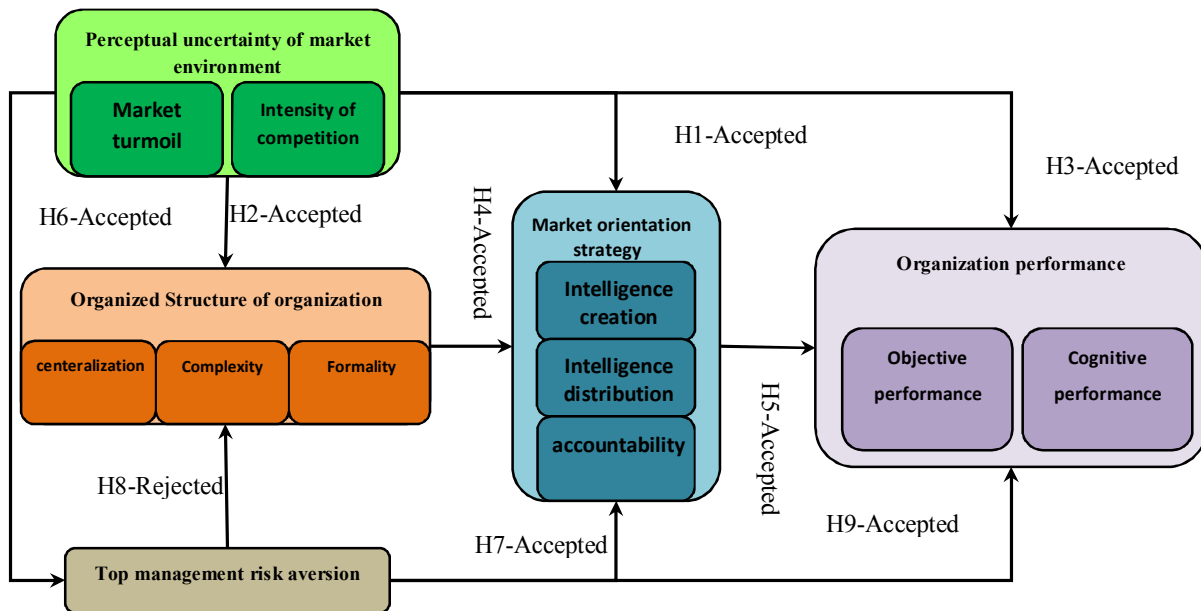 Perceptual uncertainty of market
environment
Market
turmoil
Intensity of
competition
H1-Accepted
H3-Accepted
H6-Accepted
H2-Accepted
H4-Accepted
Market orientation
strategy
Intelligence
creation
Intelligence
distribution
accountability
Organization performance
Objective
performance
Cognitive
performance
Organized Structure of organization
centeralization
Complexity
Formality
H5-Accepted
H8-Rejected
H7-Accepted
H9-Accepted
Top management risk aversion